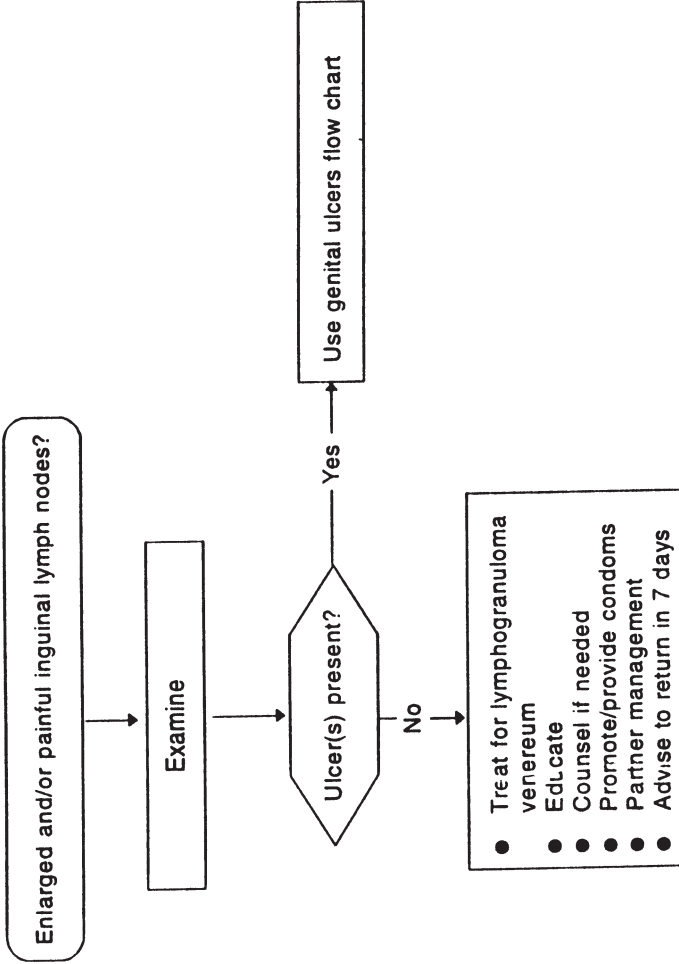 Enlarged and/or painful inguinal lymph nodes?
Examine
Ulcer(s) present?
Yes
Use genital ulcers flow chart
No
● Treat for lymphogranuloma
venereum
● Educate
● Counsel if needed
● Promote/provide condoms
● Partner management
● Advise to return in 7 days